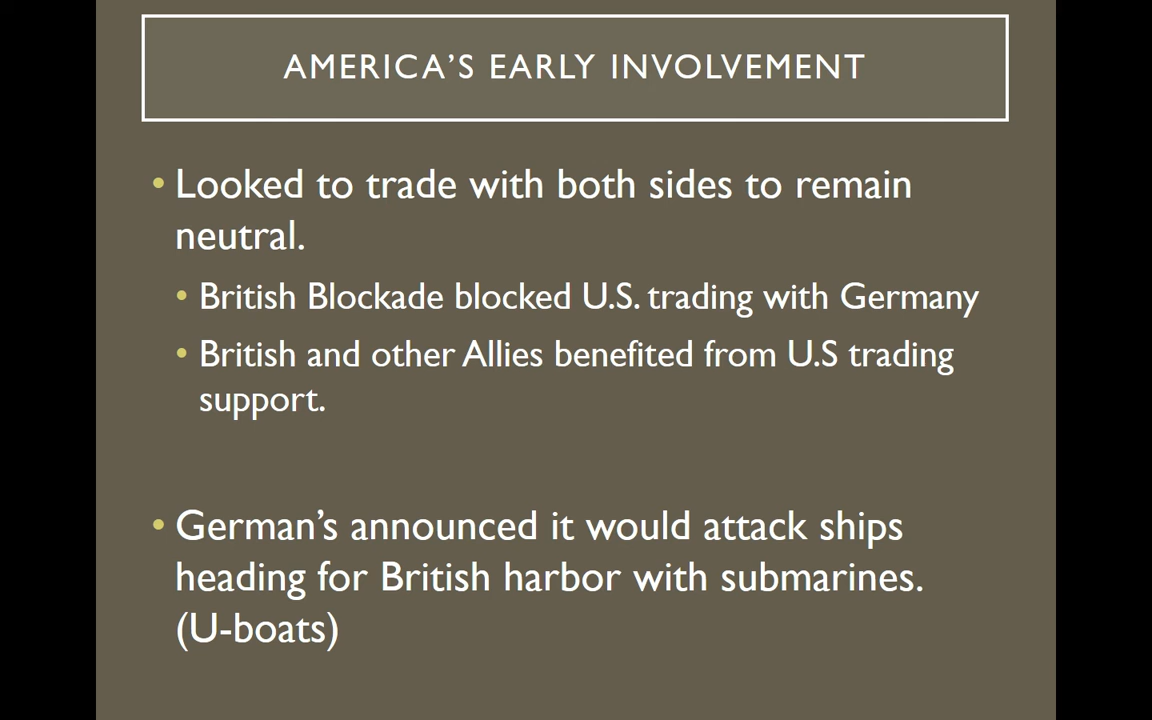 AMERICA'S EARLY INVOLVEMENT
• Looked to trade with both sides to remain
neutral.
• British Blockade blocked U.S. trading with Germany
• British and other Allies benefited from U.S trading
support.
• German's announced it would attack ships
heading for British harbor with submarines.
(U-boats)